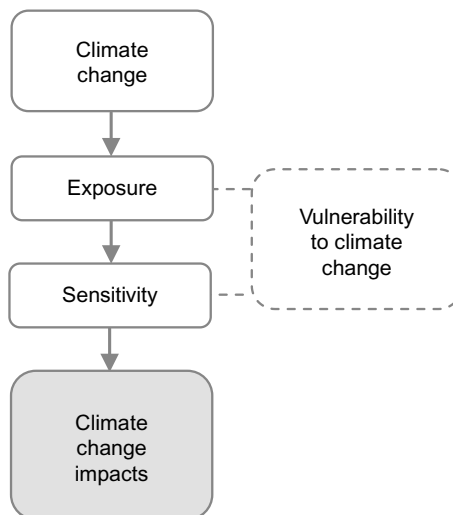 Climate
change
Exposure
Vulnerability
to climate
change
Sensitivity
Climate
change
impacts